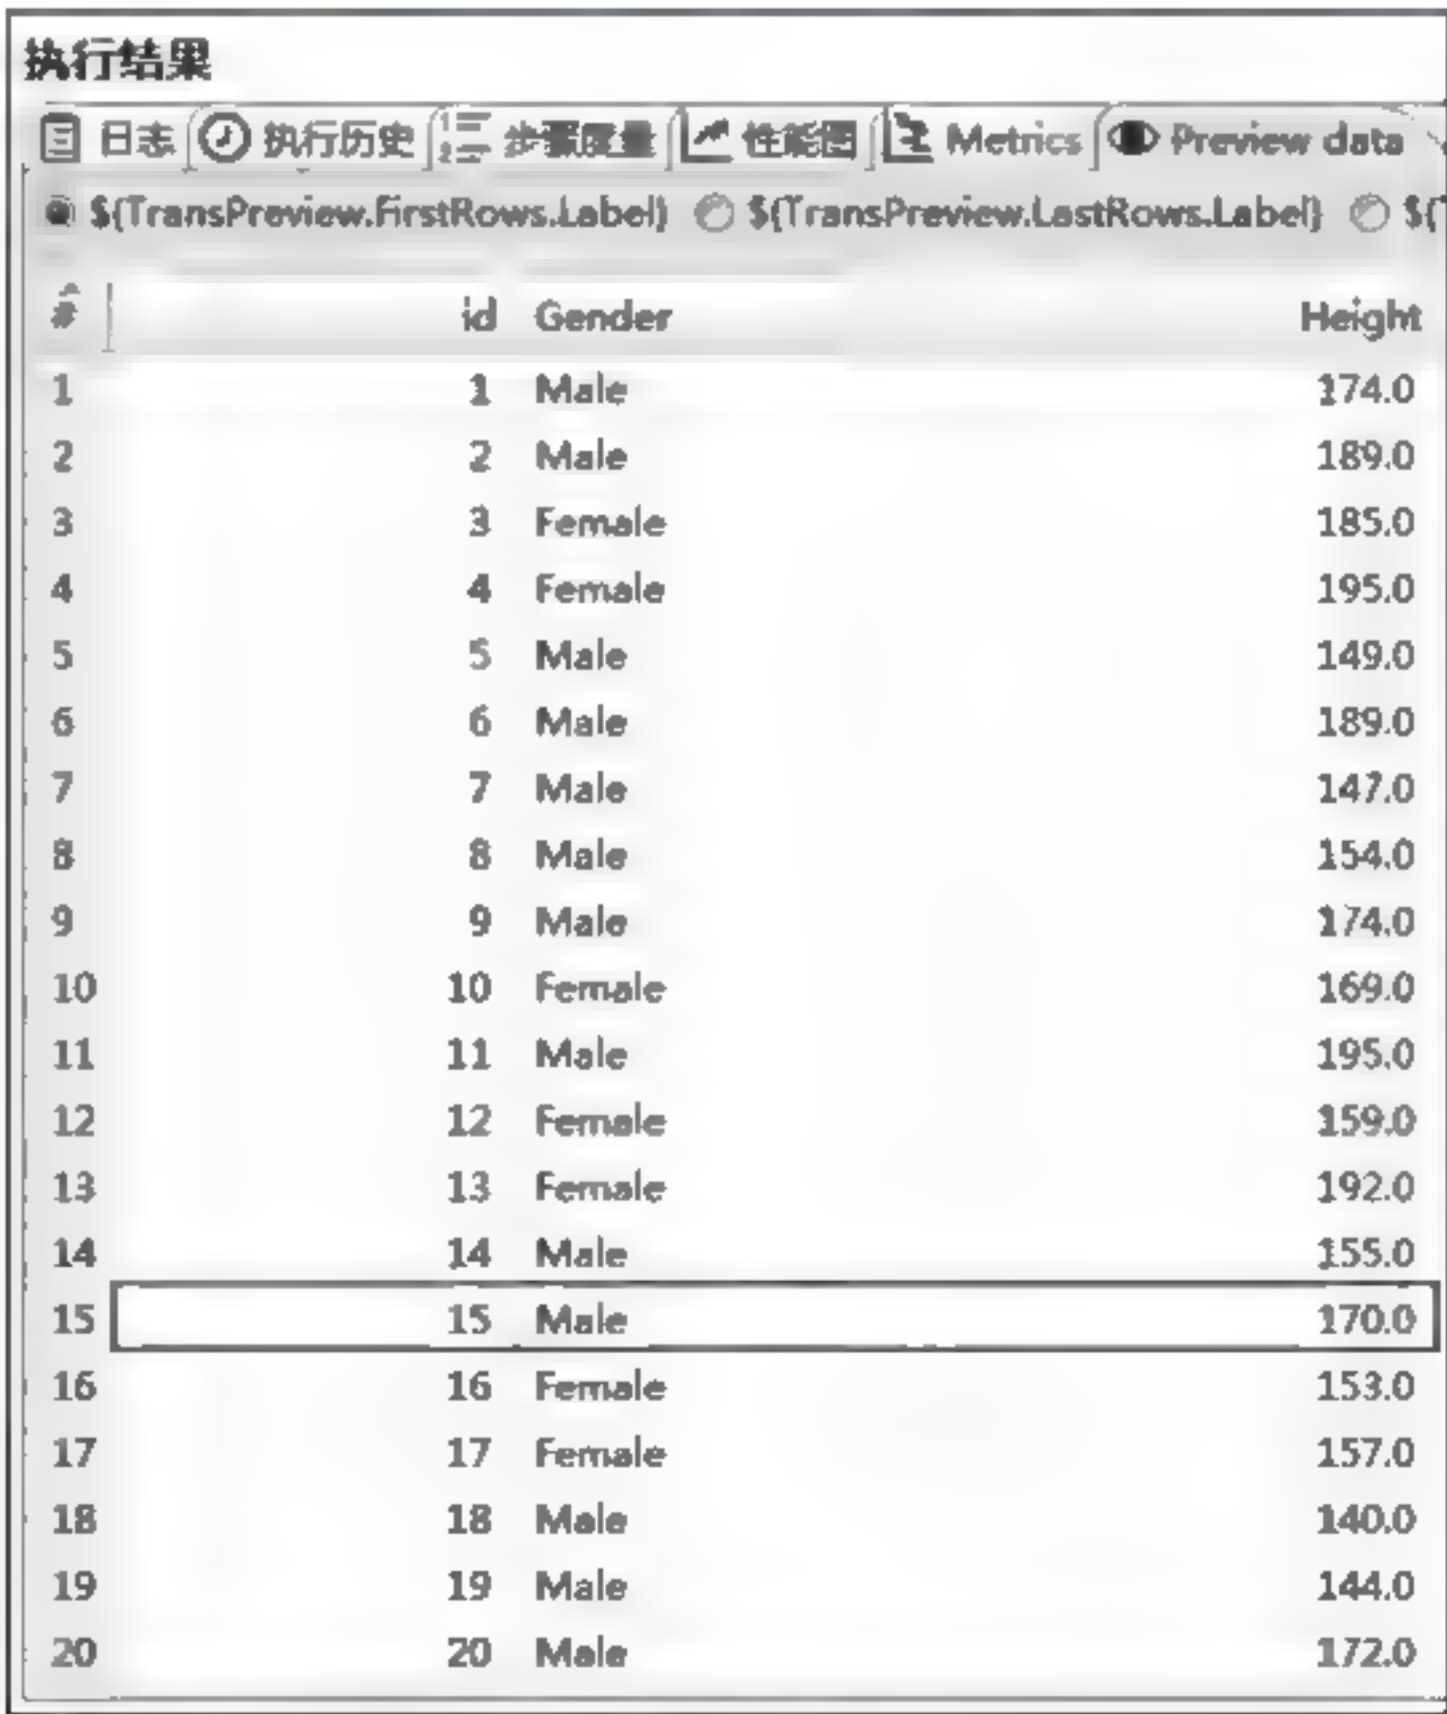 执行结果
日志 执行历史 步骤度量 性能图 Metrics Preview data
${TransPreview.FirstRows.Label} ${TransPreview.LastRows.Label} ${
# id Gender Height
1 1 Male 174.0
2 2 Male 189.0
3 3 Female 185.0
4 4 Female 195.0
5 5 Male 149.0
6 6 Male 189.0
7 7 Male 147.0
8 8 Male 154.0
9 9 Male 174.0
10 10 Female 169.0
11 11 Male 195.0
12 12 Female 159.0
13 13 Female 192.0
14 14 Male 155.0
15 15 Male 170.0
16 16 Female 153.0
17 17 Female 157.0
18 18 Male 140.0
19 19 Male 144.0
20 20 Male 172.0